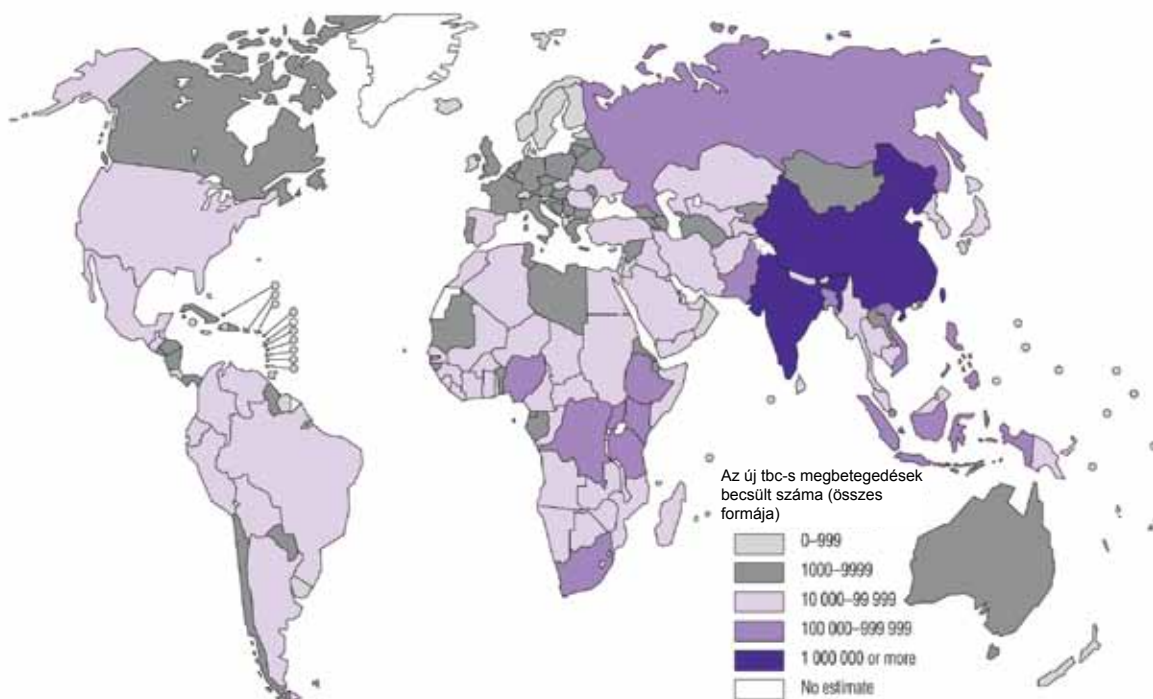 Az új tbc-s megbetegedések
becsült száma (összes
formája)
0–999
1000–9999
10 000–99 999
100 000–999 999
1 000 000 or more
No estimate